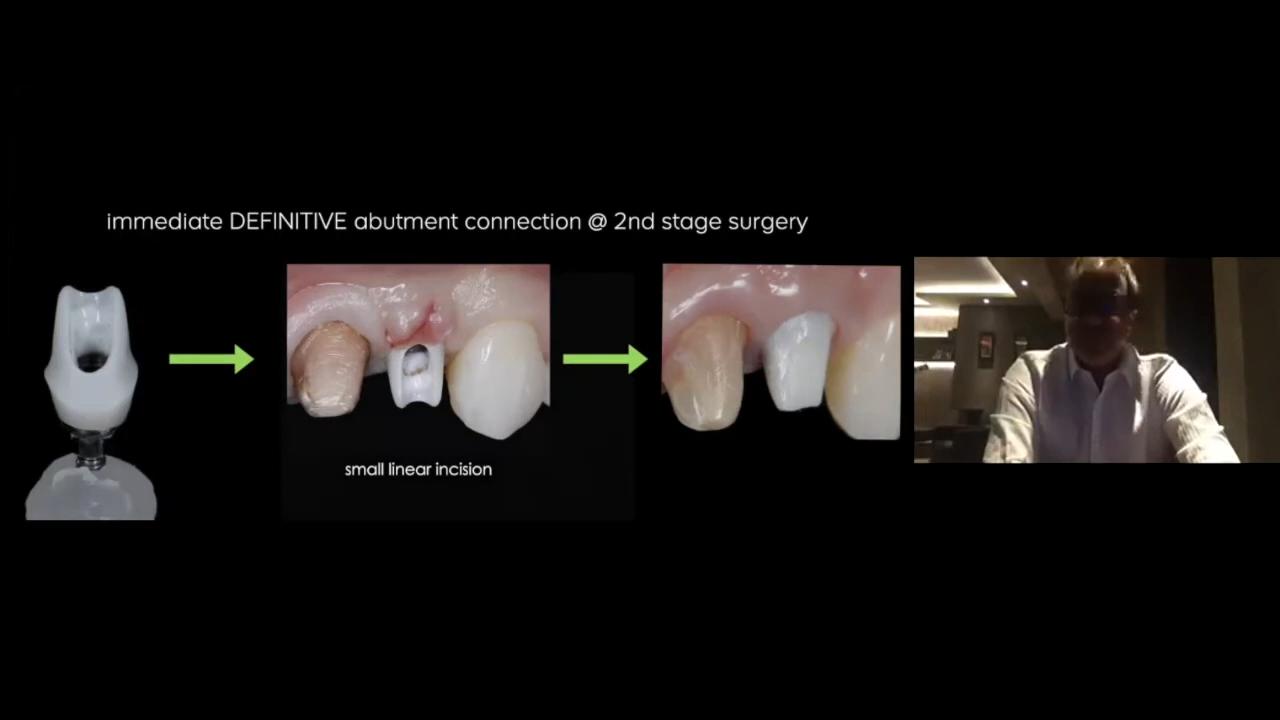 immediate DEFINITIVE abutment connection @ 2nd stage surgery
small linear incision